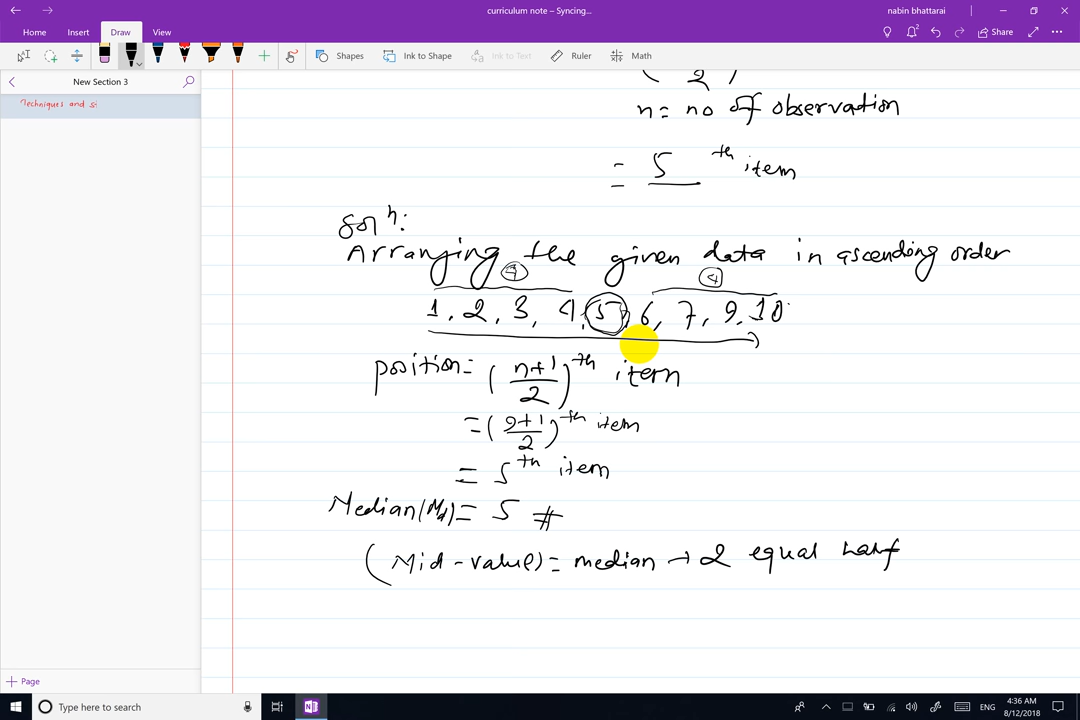 curriculum note – Syncing...
nabin bhattarai
Home Insert Draw View
Share
Shapes Ink to Shape Ink to Text Ruler Math
New Section 3
Techniques and
2
n = no of observation
= 5 th item
Sol n:
Arranging the given data in ascending order
4 4
1, 2, 3, 4, 5, 6, 7, 9, 10
position = (n+1/2)th item
= (9+1/2)th item
= 5th item
Median (Md) = 5 #
(Mid-value) = median → 2 equal half
+ Page
Type here to search
ENG
4:36 AM
8/12/2018